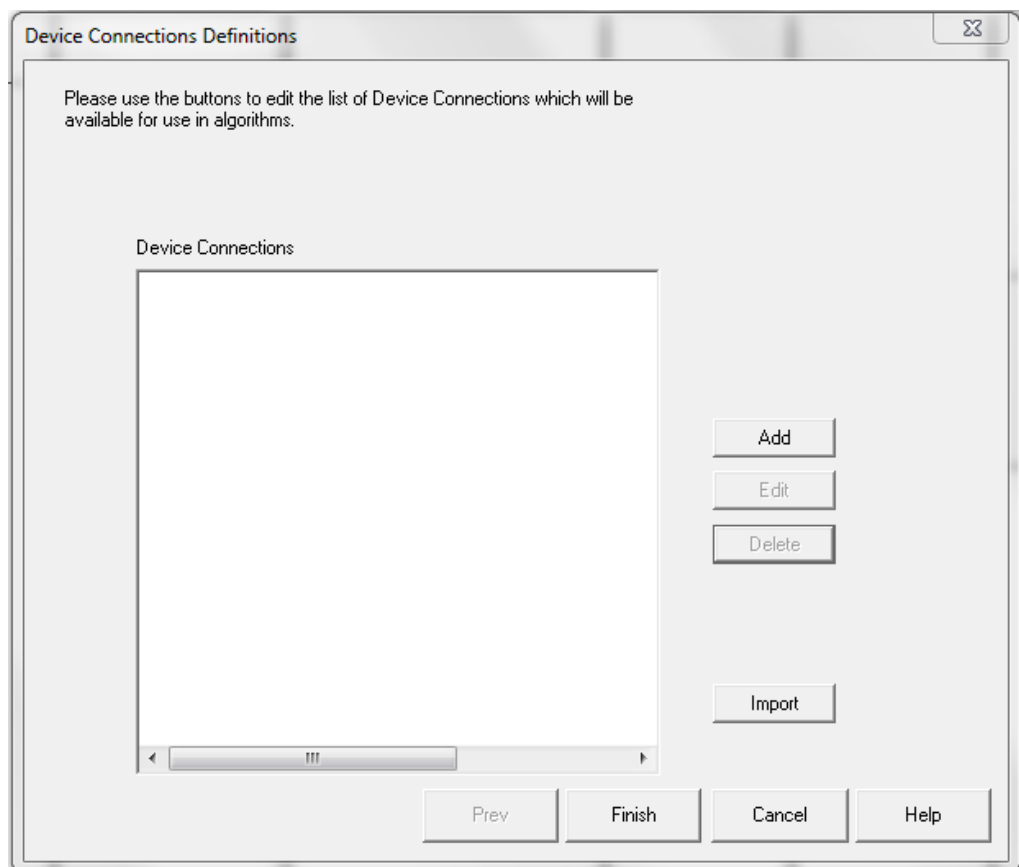 Device Connections Definitions
Please use the buttons to edit the list of Device Connections which will be
available for use in algorithms.
Device Connections
Add
Edit
Delete
Import
Prev
Finish
Cancel
Help